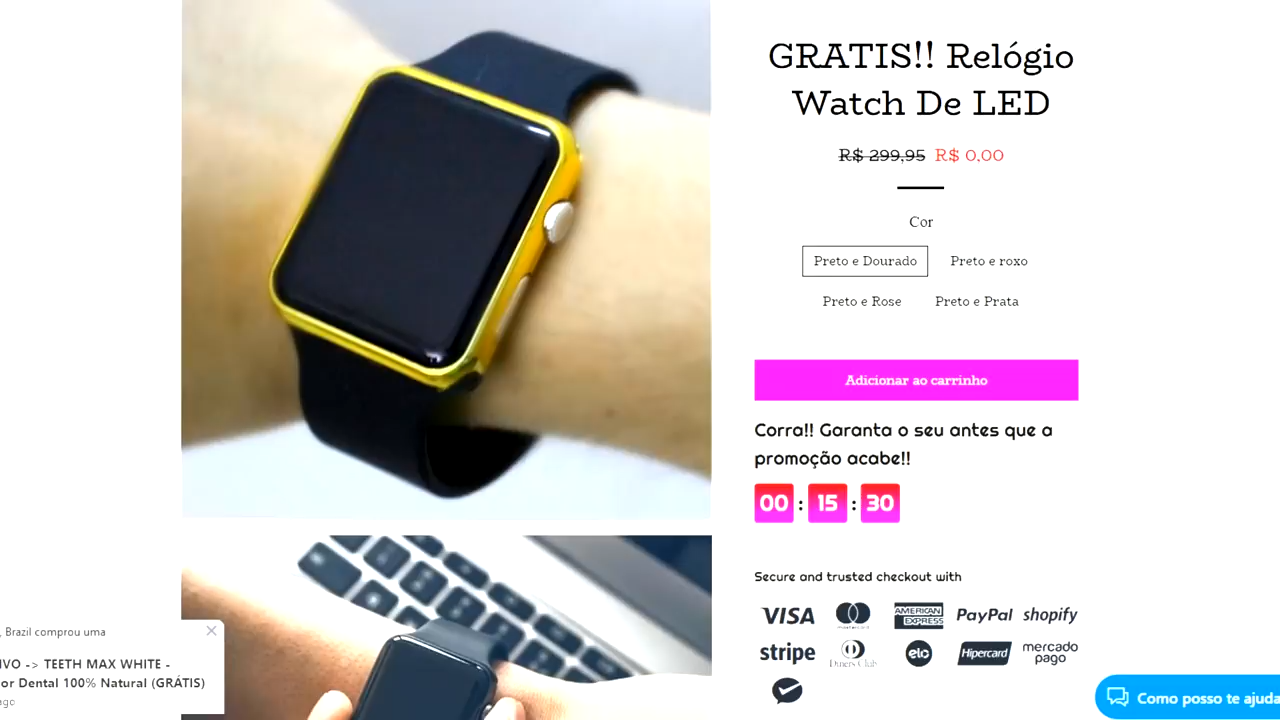 GRATIS!! Relógio
Watch De LED
R$ 299,95 R$ 0,00
Cor
Preto e Dourado Preto e roxo
Preto e Rose Preto e Prata
Adicionar ao carrinho
Corra!! Garanta o seu antes que a
promoção acabe!!
00 : 15 : 30
Secure and trusted checkout with
VISA mastercard AMERICAN EXPRESS PayPal shopify
stripe Diners Club elo Hipercard mercado pago
, Brazil comprou uma
IVO -> TEETH MAX WHITE -
or Dental 100% Natural (GRÁTIS)
ago
Como posso te ajuda